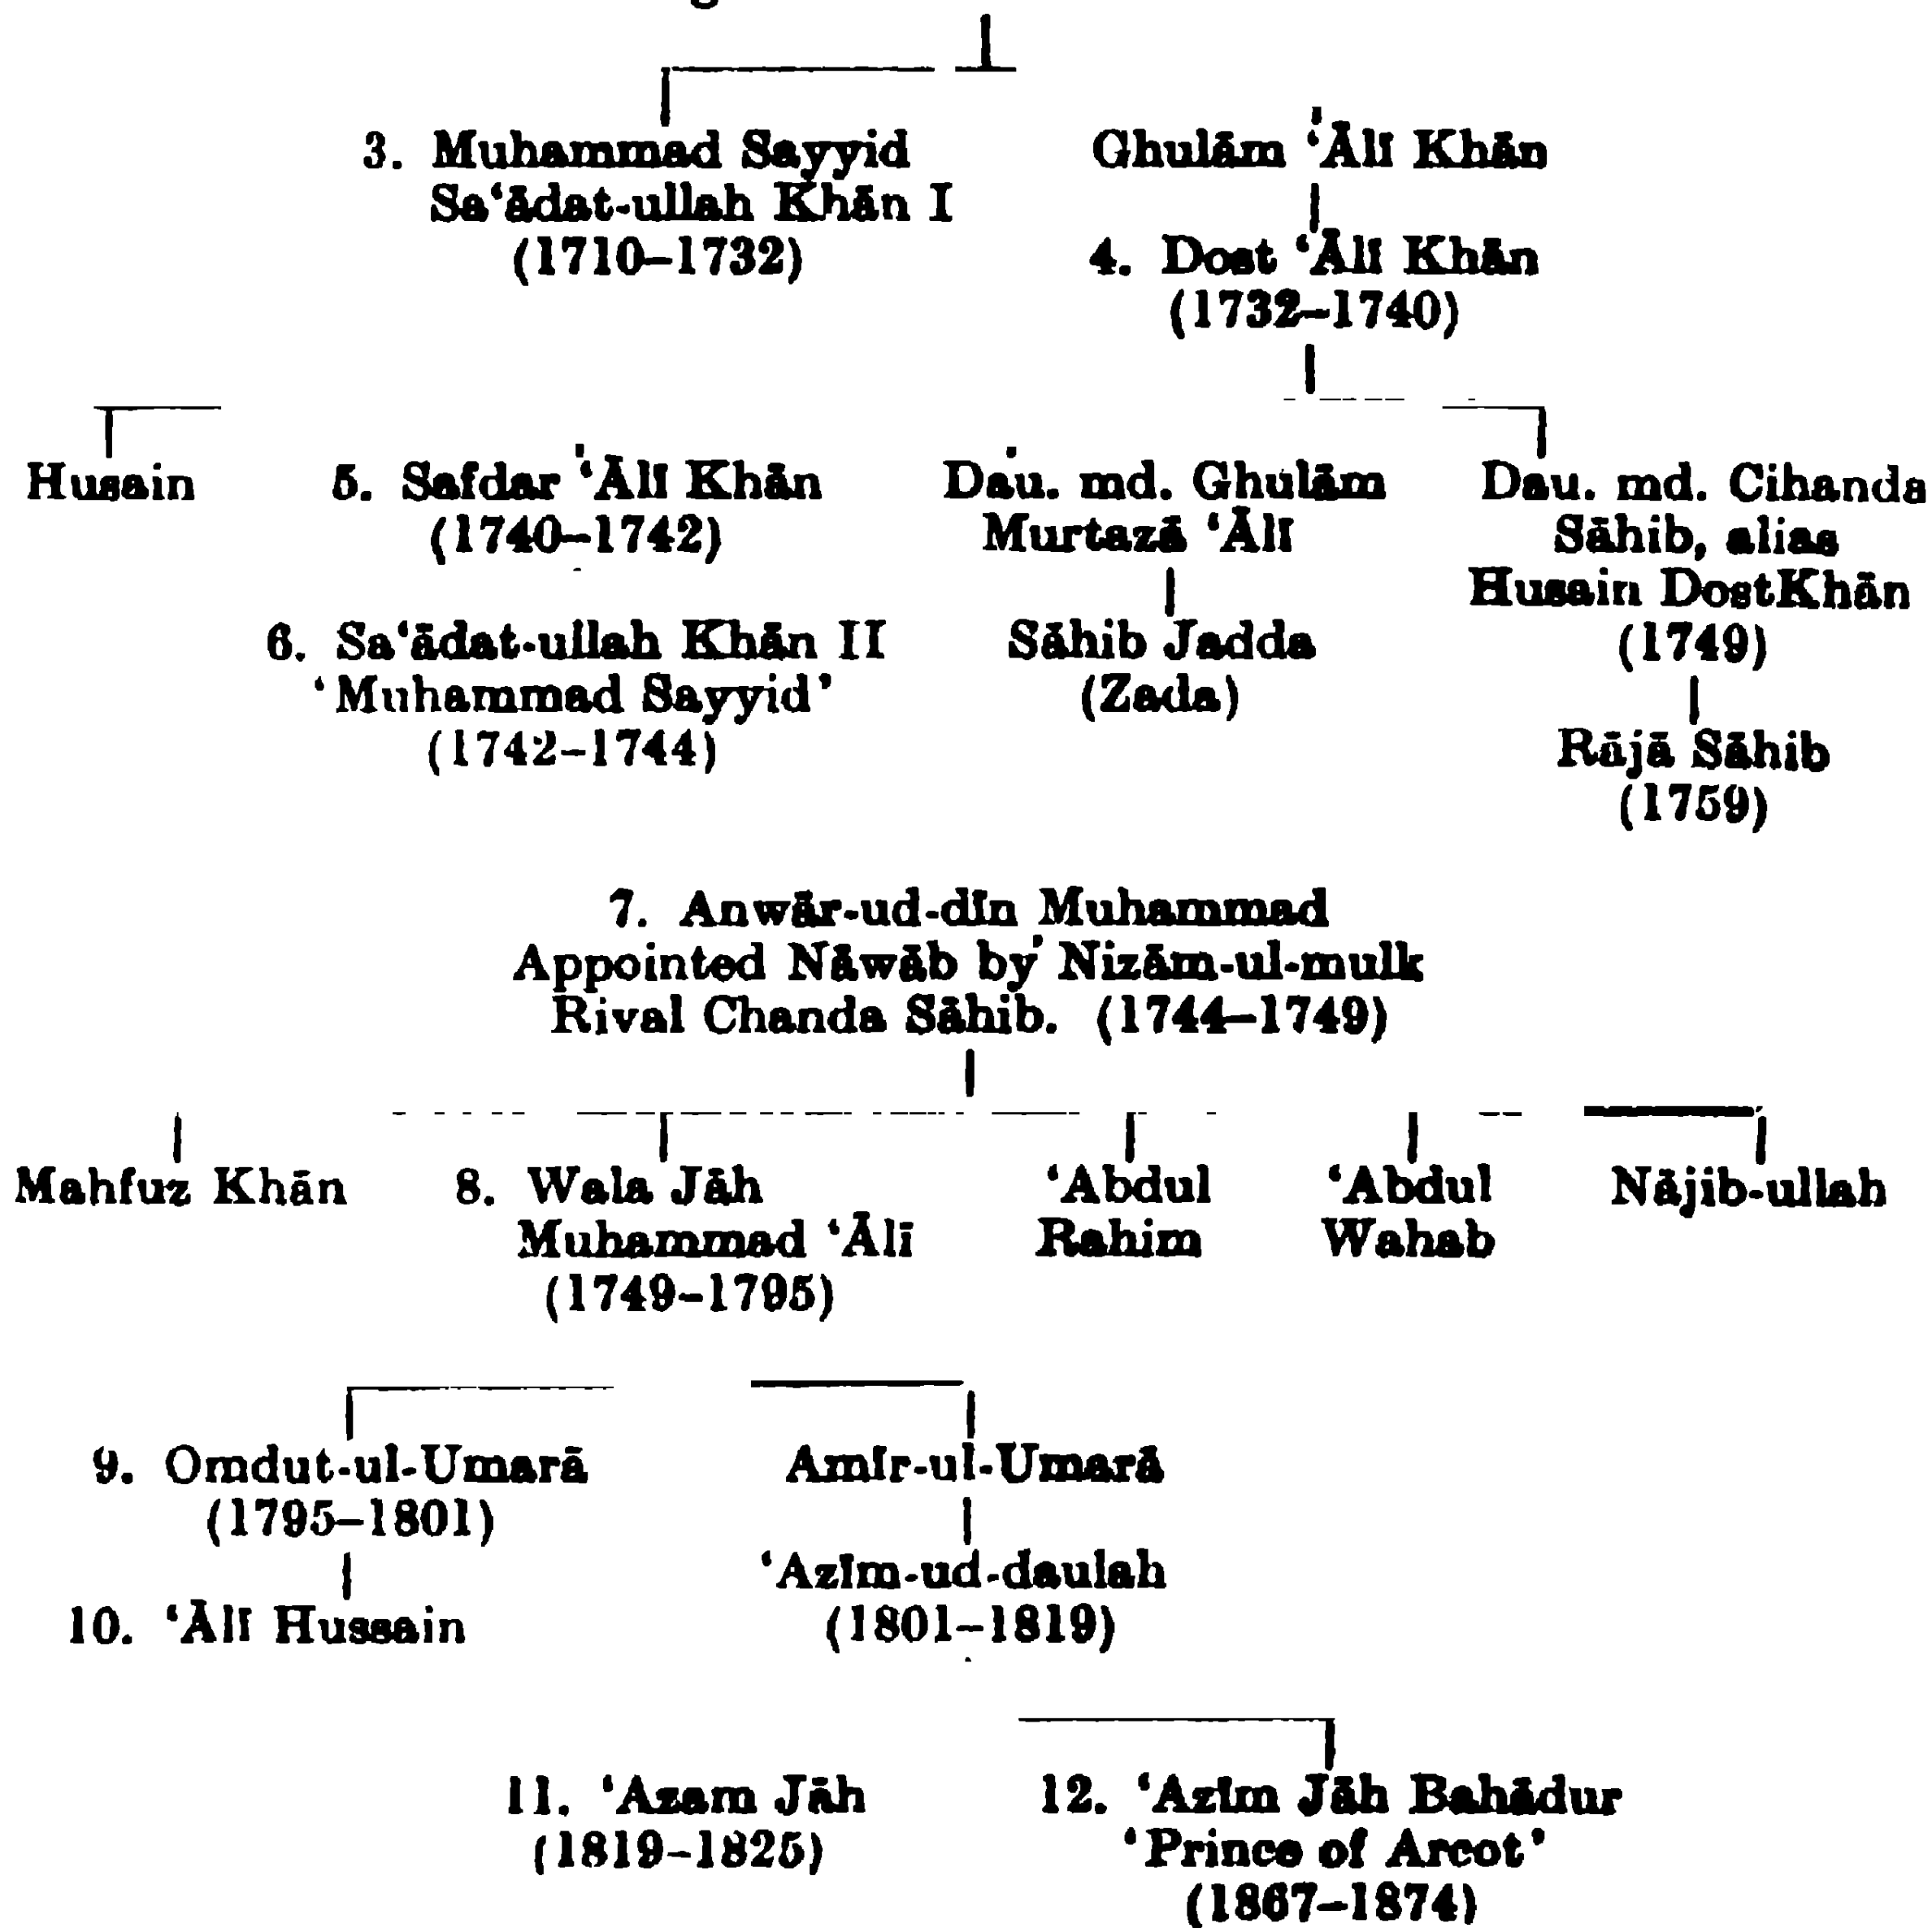 3. Muhammad Sayyid
Sa‘ādat-ullah Khān I
(1710–1732)
Ghulām ‘Ālī Khān
4. Dost ‘Ālī Khān
(1732–1740)
Husain
5. Safdar ‘Ālī Khān
(1740–1742)
Dau. md. Ghulām
Murtazā ‘Ālī
Dau. md. Cihanda
Sāhib, alias
Husain DostKhān
(1749)
6. Sa‘ādat-ullah Khān II
‘Muhammad Sayyid’
(1742–1744)
Sāhib Jadda
(Zada)
Rājā Sāhib
(1759)
7. Anwār-ud-dīn Muhammad
Appointed Nāwāb by Nizām-ul-mulk
Rival Chanda Sāhib. (1744–1749)
Mahfuz Khān
8. Wala Jāh
Muhammad ‘Ālī
(1749–1795)
‘Abdul
Rahim
‘Abdul
Wahab
Nājib-ullah
9. Omdut-ul-Umarā
(1795–1801)
Amīr-ul-Umarā
‘Azīm-ud-daulah
(1801–1819)
10. ‘Ālī Hussain
11. ‘Azam Jāh
(1819–1825)
12. ‘Azīm Jāh Bahādur
‘Prince of Arcot’
(1867–1874)